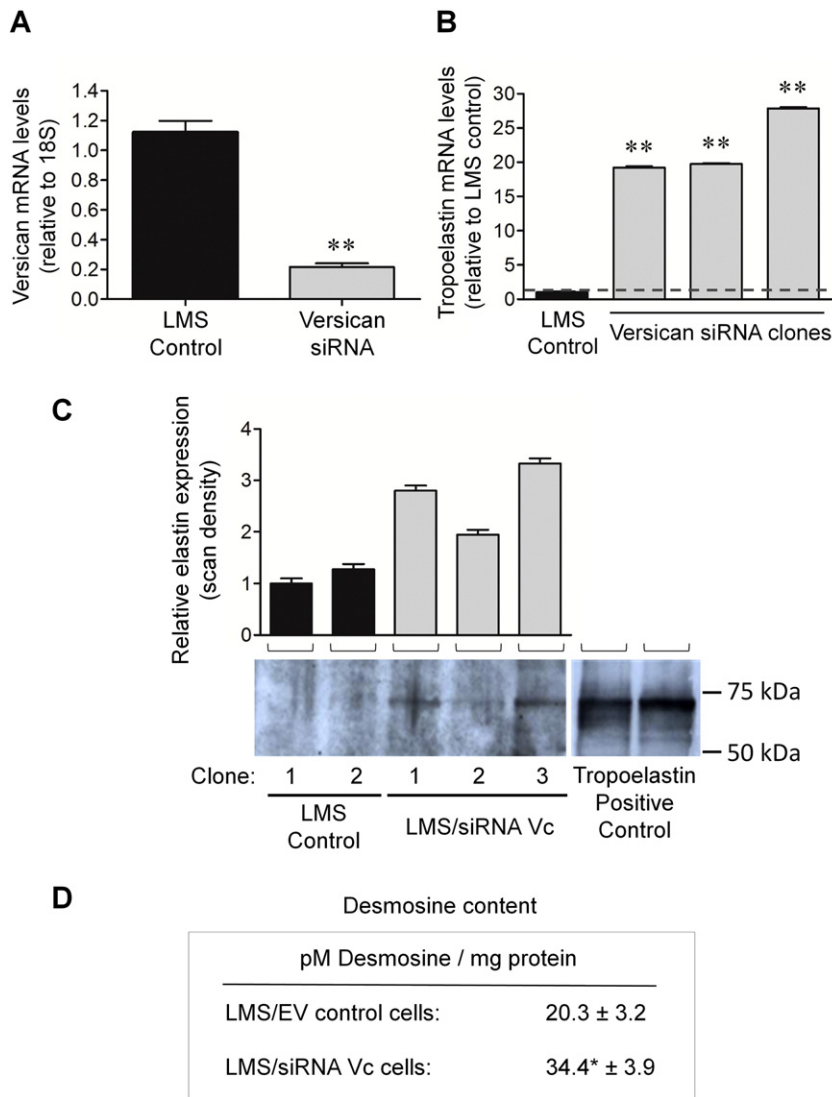 A
Versican mRNA levels
(relative to 18S)
1.4
1.2
1.0
0.8
0.6
0.4
0.2
0.0
**
LMS
Control
Versican
siRNA
B
Tropoelastin mRNA levels
(relative to LMS control)
30
25
20
15
10
5
0
**
**
**
LMS
Control
Versican siRNA clones
C
Relative elastin expression
(scan density)
4
3
2
1
0
75 kDa
50 kDa
Clone: 1 2 1 2 3
LMS
Control
LMS/siRNA Vc
Tropoelastin
Positive
Control
D
Desmosine content
pM Desmosine / mg protein
LMS/EV control cells: 20.3 ± 3.2
LMS/siRNA Vc cells: 34.4* ± 3.9